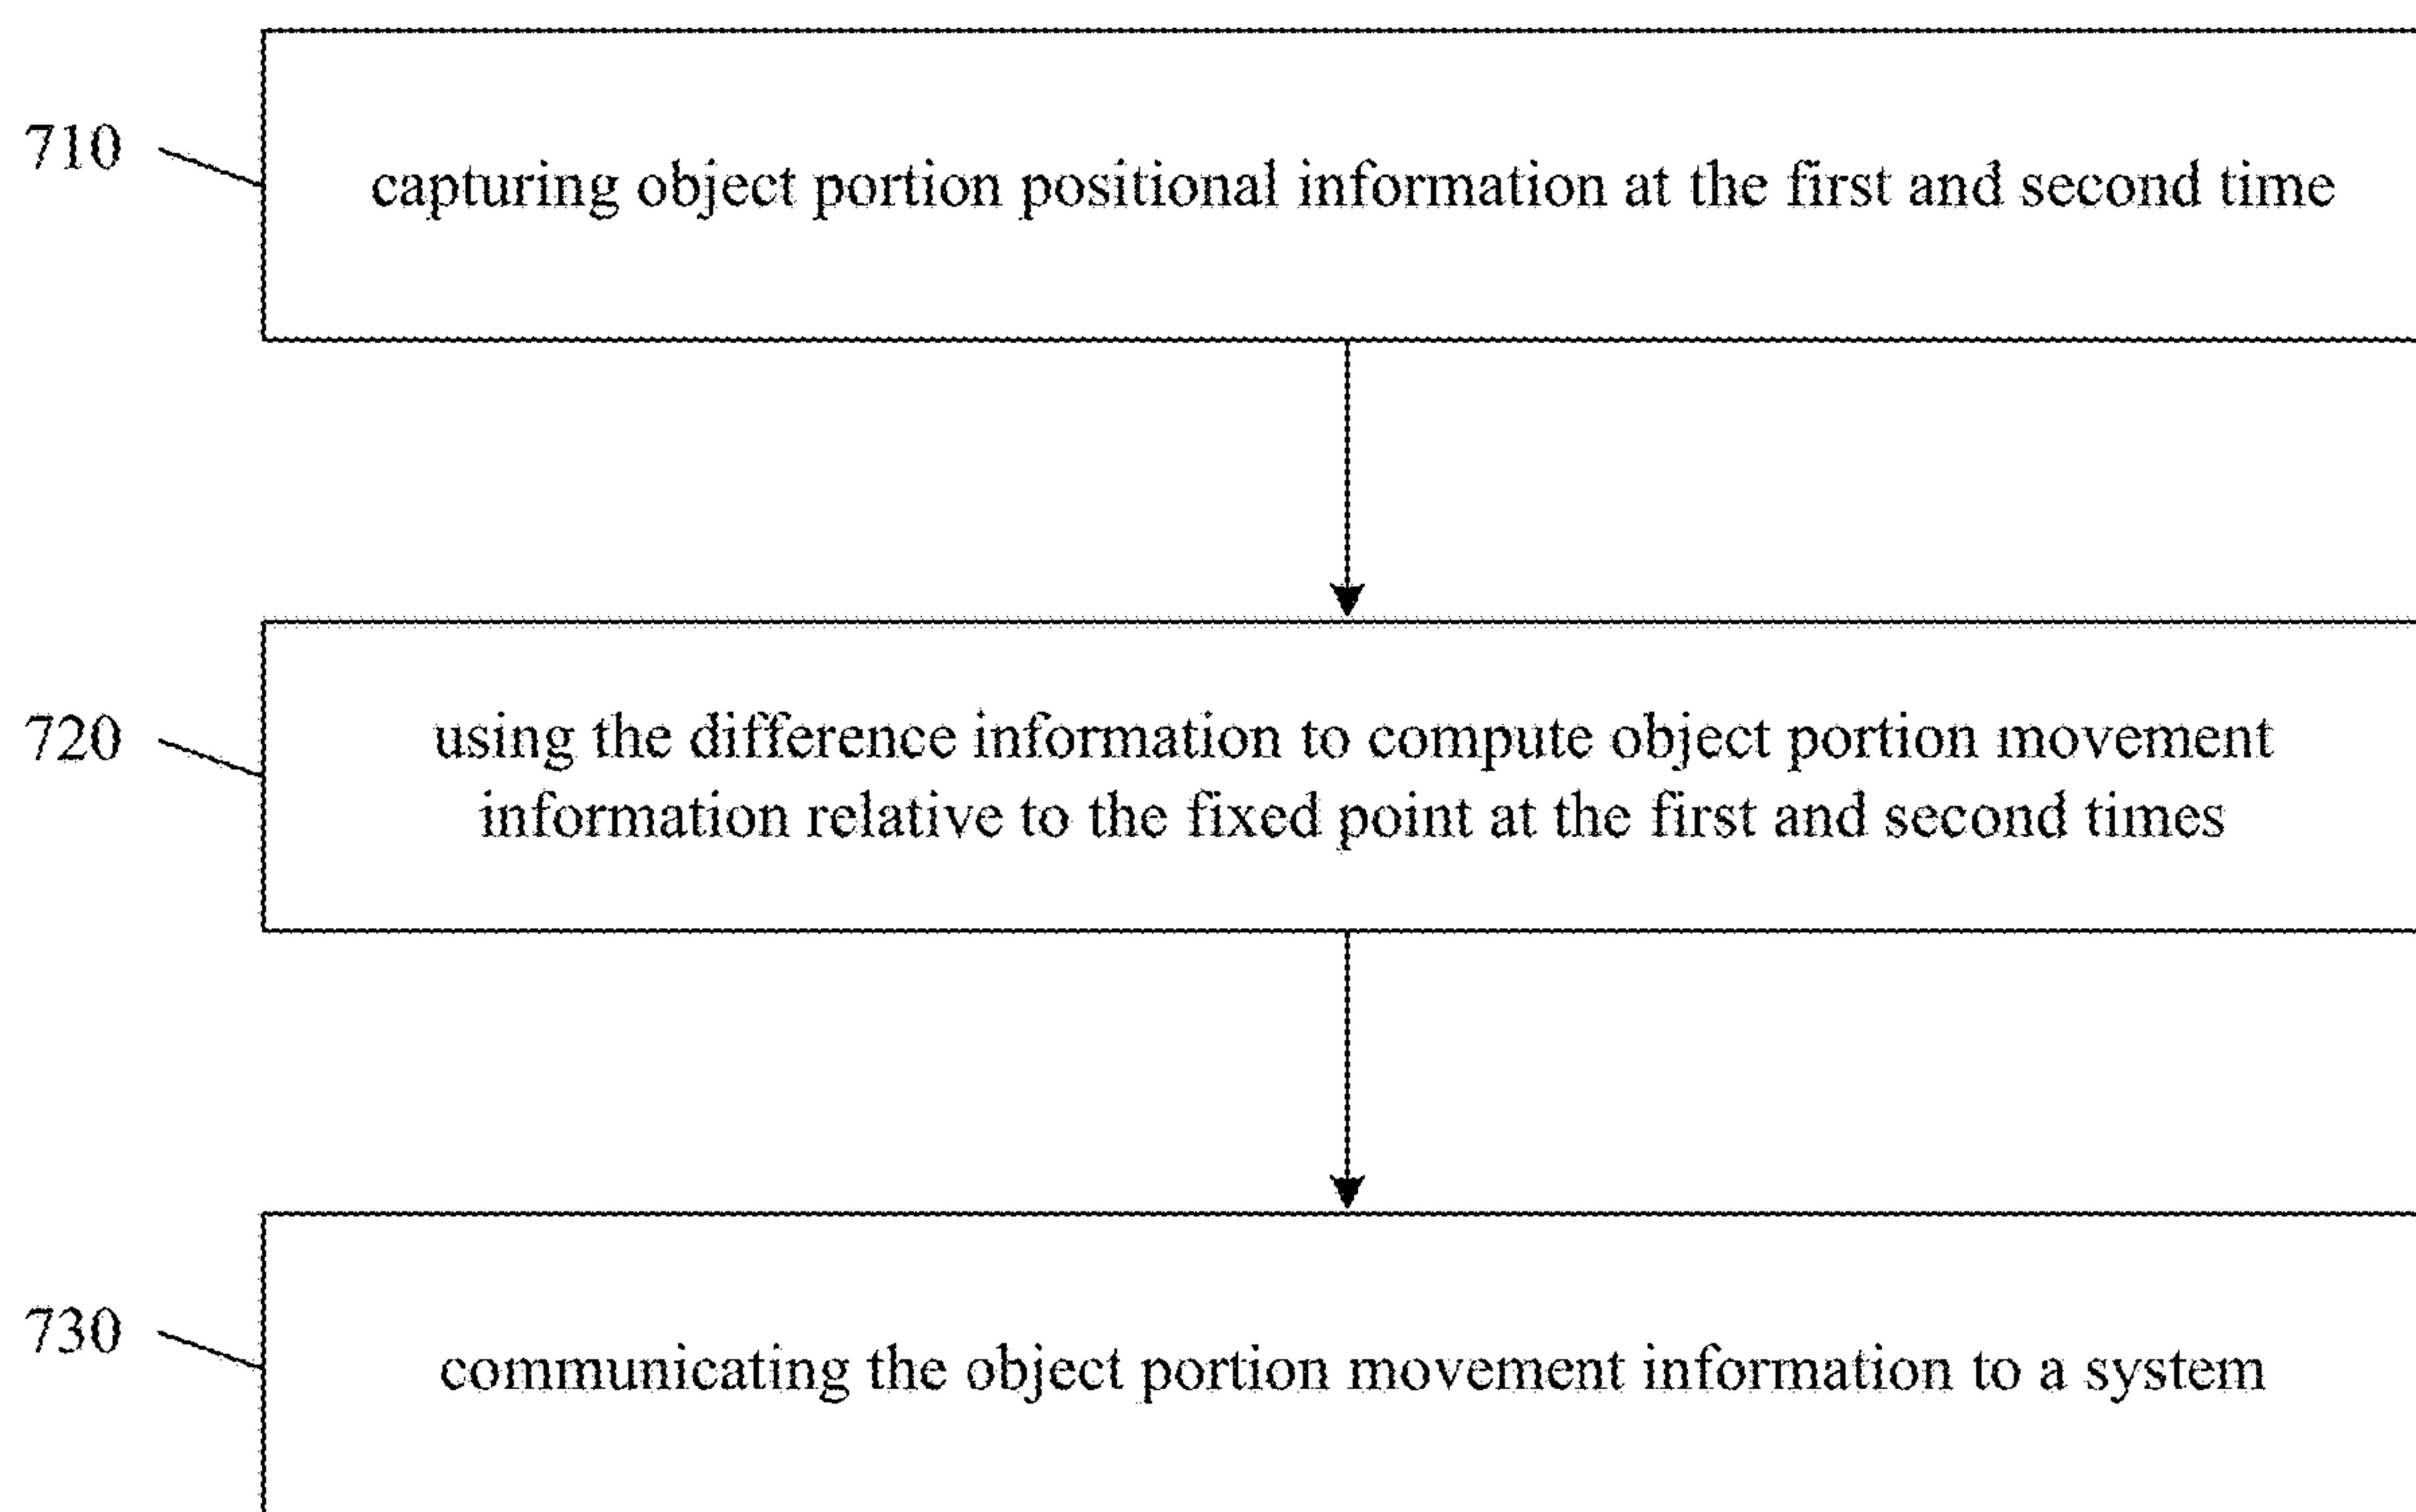 710
capturing object portion positional information at the first and second time
720
using the difference information to compute object portion movement
information relative to the fixed point at the first and second times
730
communicating the object portion movement information to a system